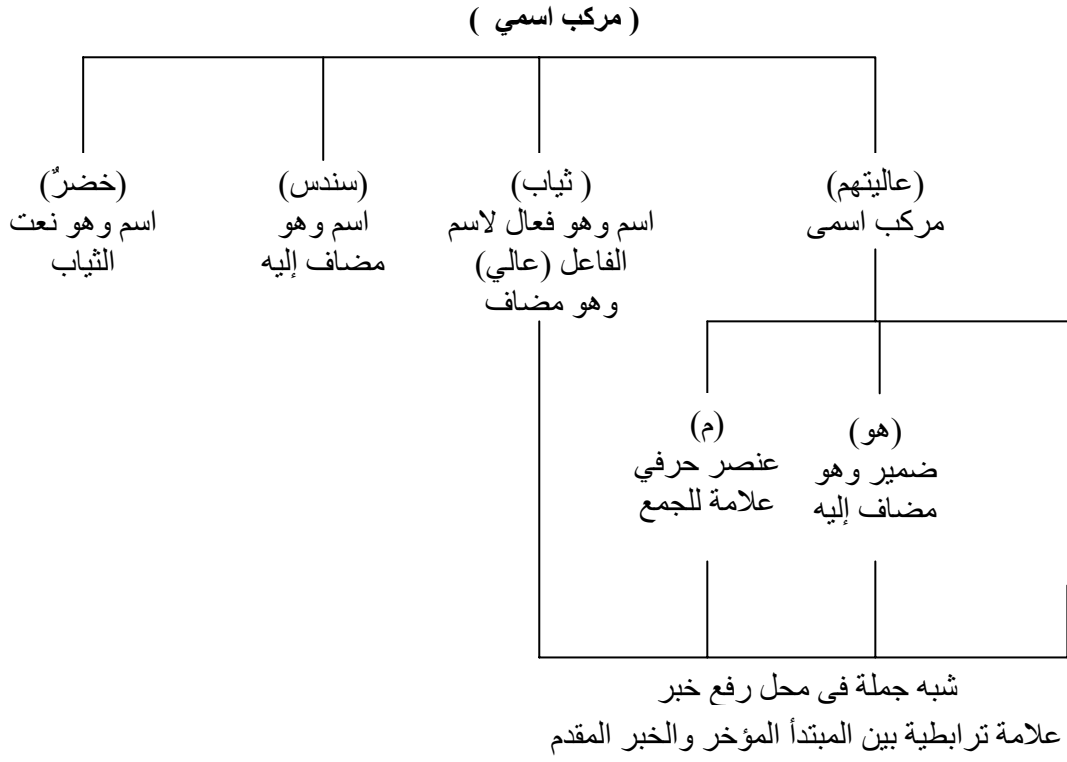 ( مركب اسمي )
(عاليتهم)
مركب اسمى
( ثياب)
اسم وهو فعال لاسم
الفاعل (عالي)
وهو مضاف
(سندس)
اسم وهو
مضاف إليه
(خضرٌ)
اسم وهو نعت
الثياب
(هو)
ضمير وهو
مضاف إليه
(م)
عنصر حرفي
علامة للجمع
شبه جملة في محل رفع خبر
علامة ترابطية بين المبتدأ المؤخر والخبر المقدم